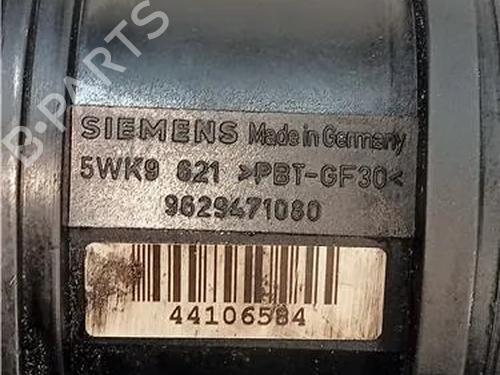 B-PARTS
SIEMENS Made in Germany
5WK9 621 >PBT-GF30<
9629471080
44106584